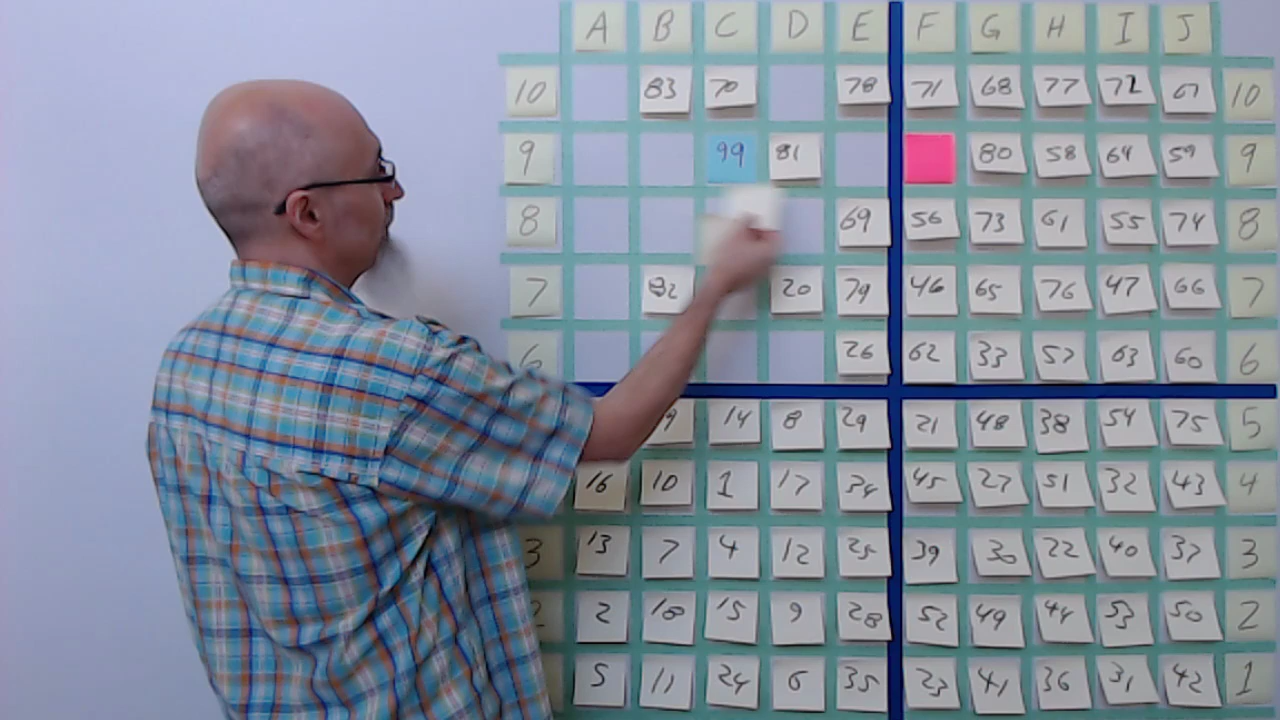 A B C D E F G H I J
10 83 70 78 71 68 77 72 67 10
9 99 81 80 58 64 59 9
8 69 56 73 61 55 74 8
7 82 20 79 46 65 76 47 66 7
6 26 62 33 57 63 60 6
14 8 29 21 48 38 54 75 5
16 10 1 17 34 45 27 51 32 43 4
3 13 7 4 12 25 39 30 22 40 37 3
2 2 18 15 9 28 52 49 44 53 50 2
5 11 24 6 35 23 41 36 31 42 1